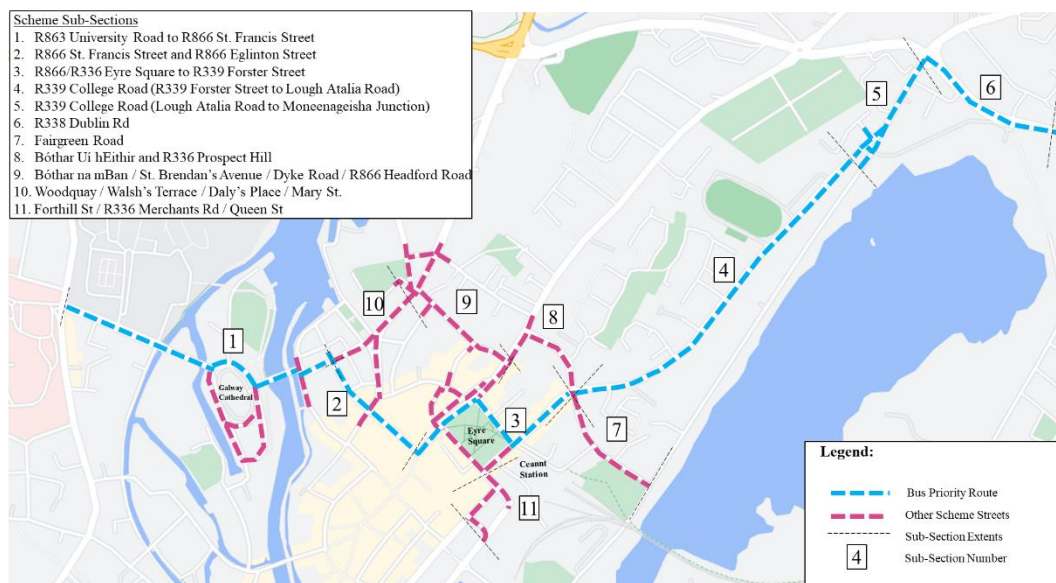 Scheme Sub-Sections
1. R863 University Road to R866 St. Francis Street
2. R866 St. Francis Street and R866 Eglinton Street
3. R866/R336 Eyre Square to R339 Forster Street
4. R339 College Road (R339 Forster Street to Lough Atalia Road)
5. R339 College Road (Lough Atalia Road to Moneenageisha Junction)
6. R338 Dublin Rd
7. Fairgreen Road
8. Bóthar Uí hEithir and R336 Prospect Hill
9. Bóthar na mBan / St. Brendan's Avenue / Dyke Road / R866 Headford Road
10. Woodquay / Walsh's Terrace / Daly's Place / Mary St.
11. Forthill St / R336 Merchants Rd / Queen St
5
6
4
10
9
8
1
Galway
Cathedral
2
3
Eyre
Square
7
Ceannt
Station
11
Legend:
Bus Priority Route
Other Scheme Streets
Sub-Section Extents
4 Sub-Section Number